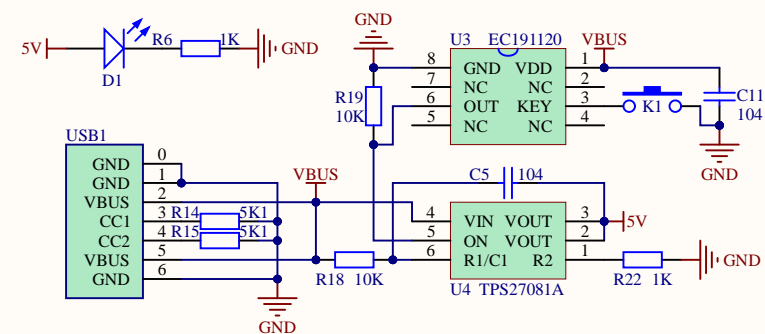 GND
U3 EC191120
VBUS
5V
R6 1K
GND
D1
8 GND VDD 1
7 NC NC 2
6 OUT KEY 3
5 NC NC 4
R19
10K
K1
C11
104
GND
USB1
GND 0
GND 1
VBUS 2
CC1 3
CC2 4
VBUS 5
GND 6
R14 5K1
R15 5K1
GND
VBUS
C5 104
4 VIN VOUT 3
5 ON VOUT 2
6 R1/C1 R2 1
5V
R18 10K
U4 TPS27081A
R22 1K
GND